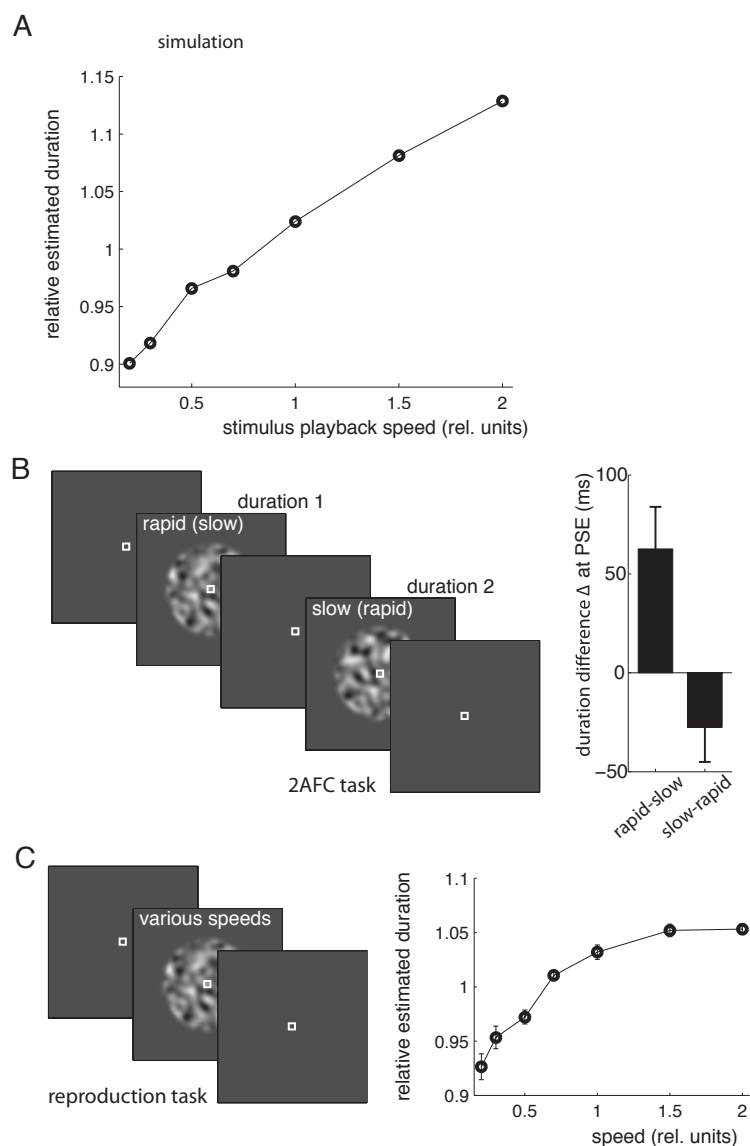 A
simulation
1.15
1.1
1.05
1
0.95
0.9
relative estimated duration
0.5 1 1.5 2
stimulus playback speed (rel. units)
B
duration 1
rapid (slow)
duration 2
slow (rapid)
2AFC task
100
50
0
−50
duration difference Δ at PSE (ms)
rapid-slow
slow-rapid
C
various speeds
reproduction task
1.1
1.05
1
0.95
0.9
relative estimated duration
0.5 1 1.5 2
speed (rel. units)